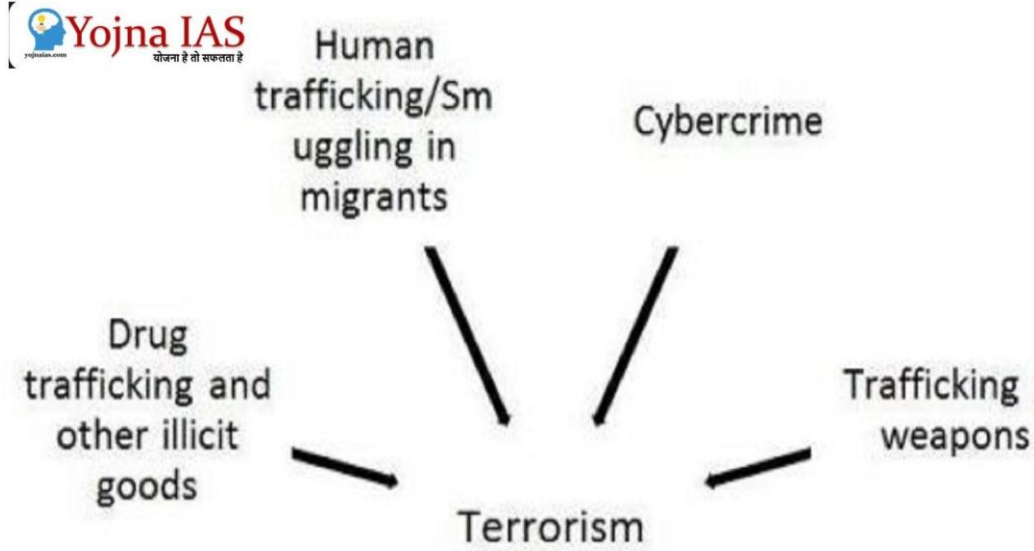 Yojna IAS
योजना है तो सफलता है
yojnaias.com
Human
trafficking/Sm
uggling in
migrants
Cybercrime
Drug
trafficking and
other illicit
goods
Trafficking
weapons
Terrorism